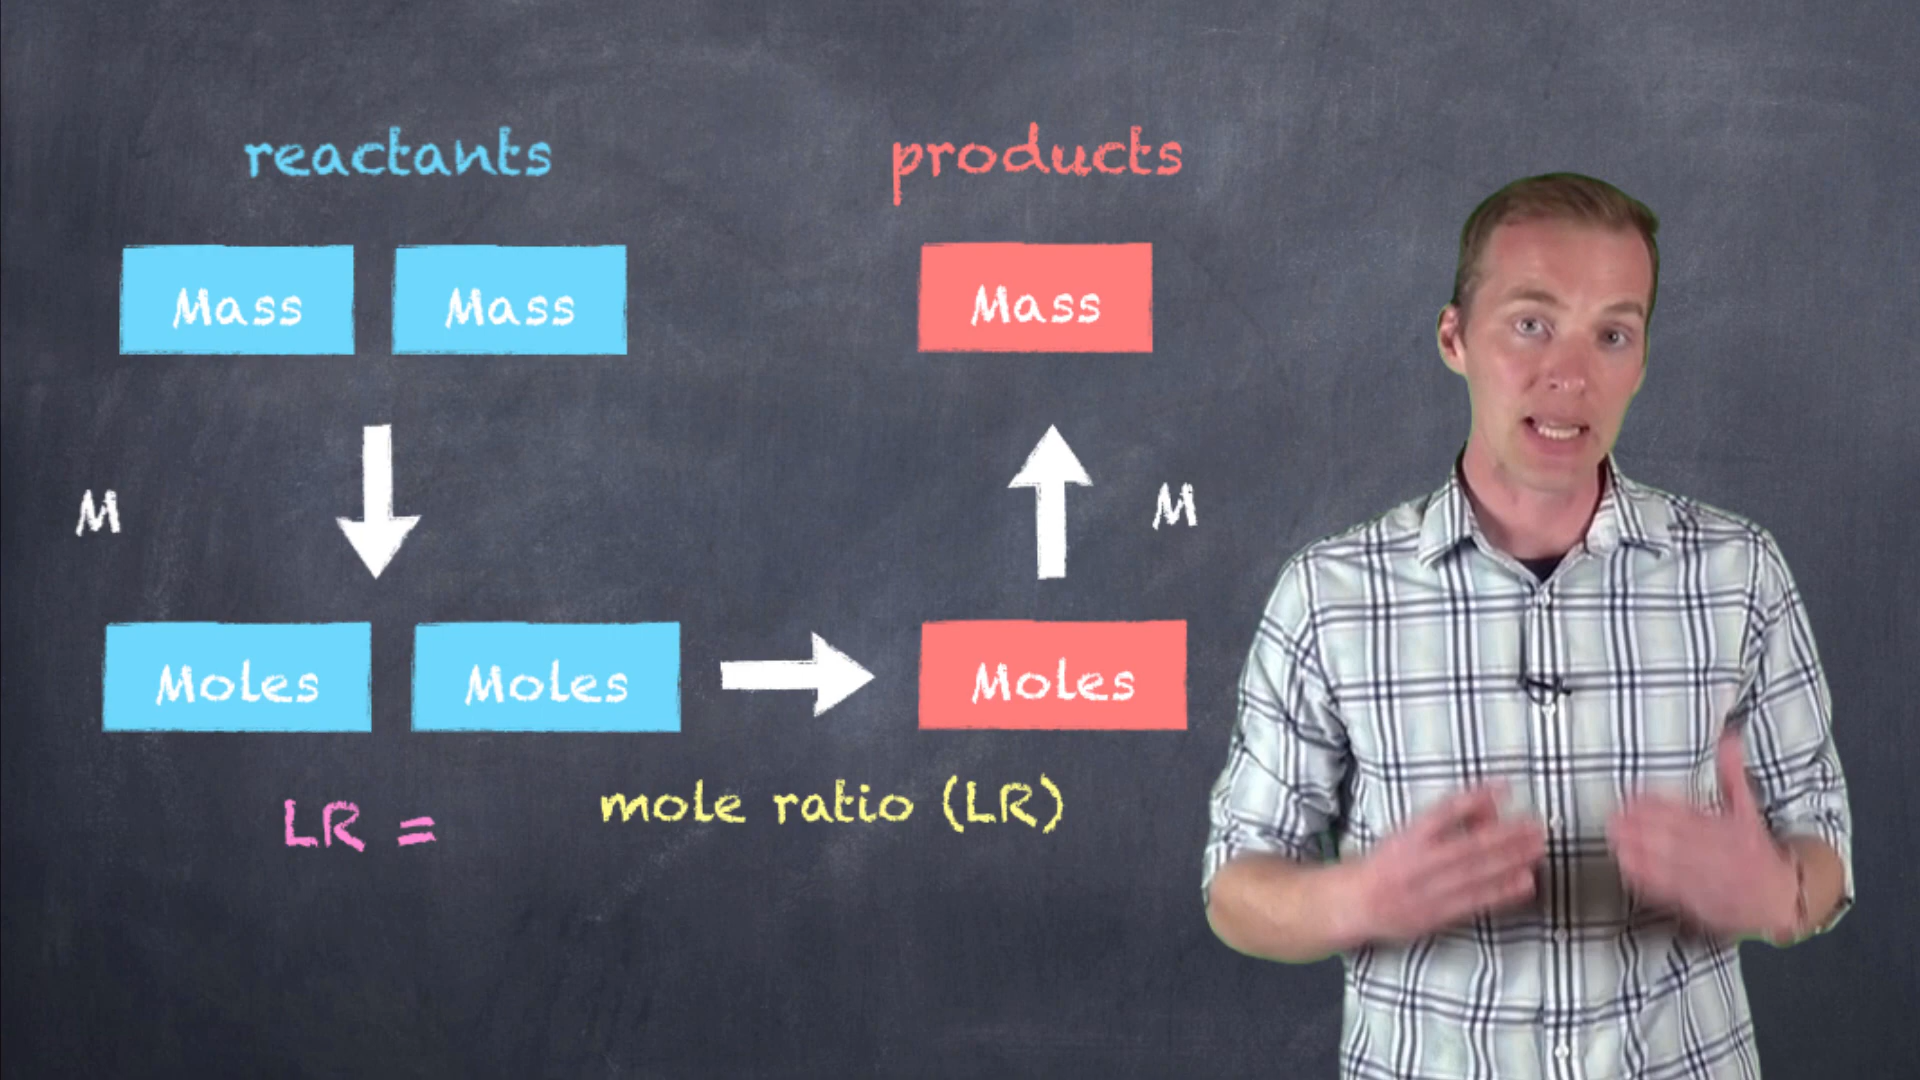 reactants
products
Mass
Mass
Mass
M
M
Moles
Moles
Moles
LR =
mole ratio (LR)